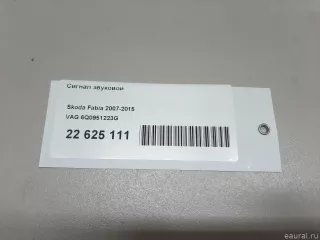 Сигнал звуковой
Skoda Fabia 2007-2015
VAG 6Q0951223G
22 625 111
eaural.ru